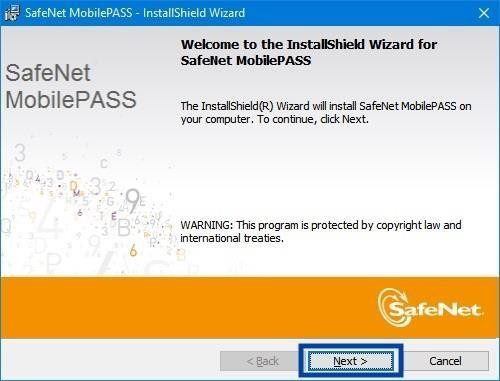 SafeNet MobilePASS - InstallShield Wizard
Welcome to the InstallShield Wizard for
SafeNet MobilePASS
SafeNet
MobilePASS
The InstallShield(R) Wizard will install SafeNet MobilePASS on
your computer. To continue, click Next.
WARNING: This program is protected by copyright law and
international treaties.
SafeNet.
< Back
Next >
Cancel